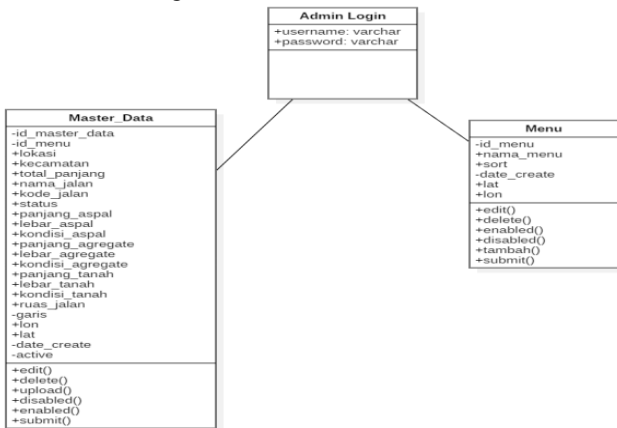 Admin Login
+username: varchar
+password: varchar
Master_Data
-id_master_data
-id_menu
+lokasi
+kecamatan
+total_panjang
+nama_jalan
+kode_jalan
+status
+panjang_aspal
+lebar_aspal
+kondisi_aspal
+panjang_agregate
+lebar_agregate
+kondisi_agregate
+panjang_tanah
+lebar_tanah
+kondisi_tanah
+ruas_jalan
-garis
+lon
+lat
-date_create
-active
+edit()
+delete()
+upload()
+disabled()
+enabled()
+submit()
Menu
-id_menu
+nama_menu
+sort
-date_create
+lat
+lon
+edit()
+delete()
+enabled()
+disabled()
+tambah()
+submit()